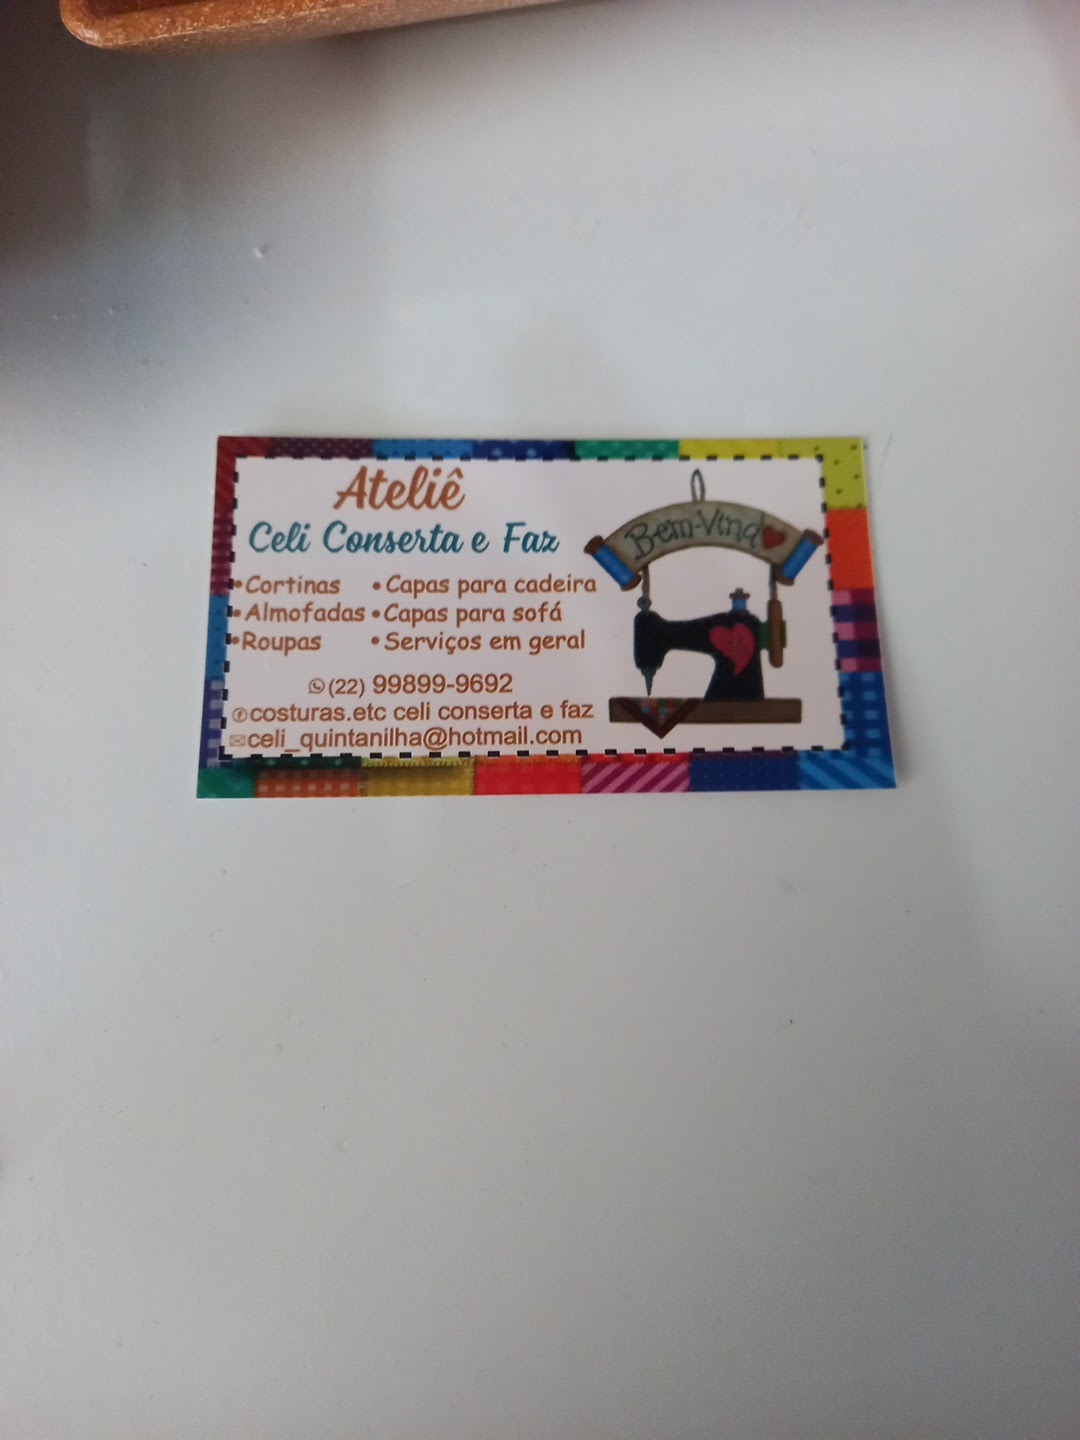 Ateliê
Celi Conserta e Faz
•Cortinas •Capas para cadeira
•Almofadas •Capas para sofá
•Roupas •Serviços em geral
(22) 99899-9692
costuras.etc celi conserta e faz
celi_quintanilha@hotmail.com
Bem-Vindo